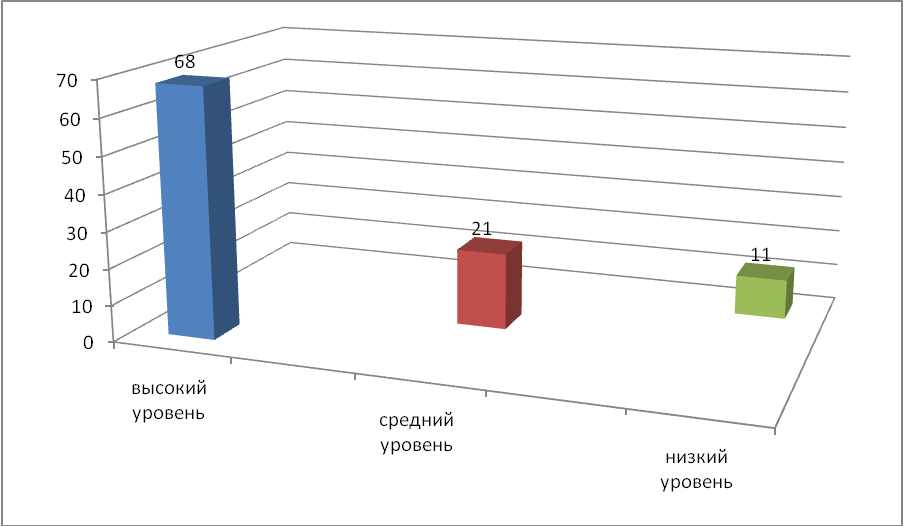 68
70
60
50
40
30
20
10
0
21
11
высокий
уровень
средний
уровень
низкий
уровень